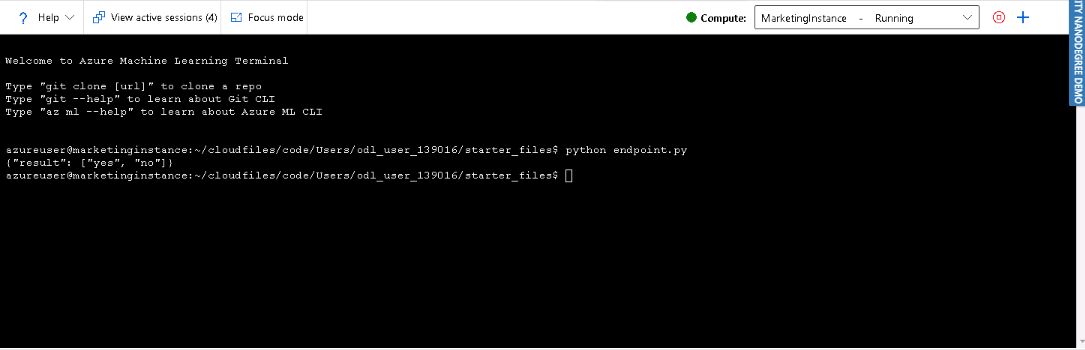 ? Help View active sessions (4) Focus mode Compute: MarketingInstance - Running
Welcome to Azure Machine Learning Terminal
Type "git clone [url]" to clone a repo
Type "git --help" to learn about Git CLI
Type "az ml --help" to learn about Azure ML CLI
azureuser@marketinginstance:~/cloudfiles/code/Users/odl_user_139016/starter_files$ python endpoint.py
{"result": ["yes", "no"]}
azureuser@marketinginstance:~/cloudfiles/code/Users/odl_user_139016/starter_files$
ITY NANODEGREE DEMO